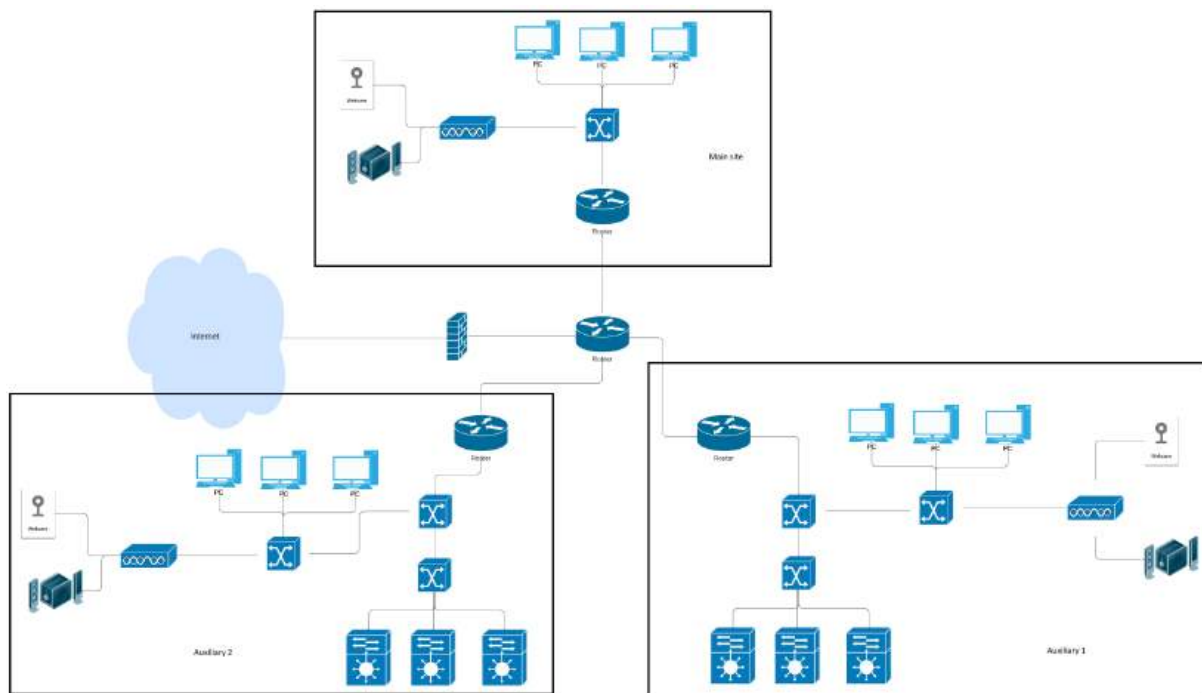 PC
PC
PC
Webcam
Main site
Router
Internet
Router
Router
PC
PC
PC
Webcam
Auxiliary 2
Router
PC
PC
PC
Webcam
Auxiliary 1